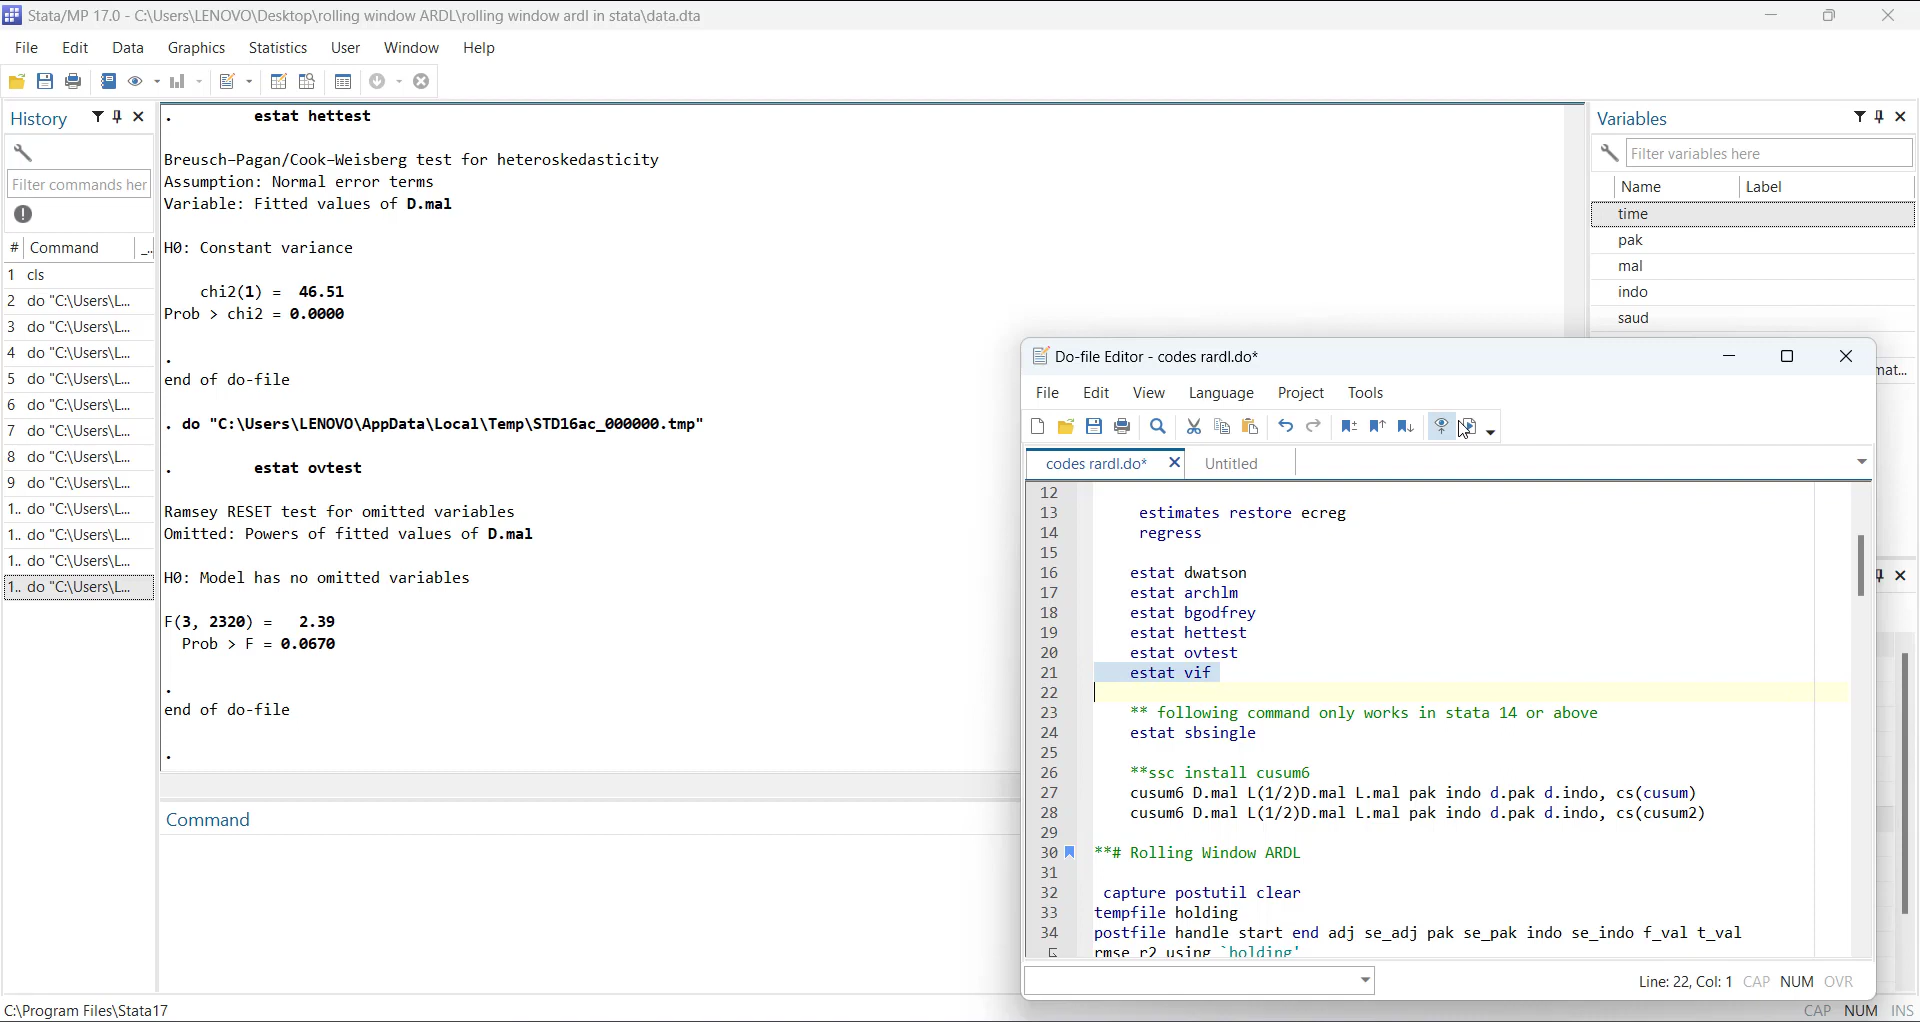 Stata/MP 17.0 - C:\Users\LENOVO\Desktop\rolling window ARDL\rolling window ardl in stata\data.dta
File Edit Data Graphics Statistics User Window Help
History
Filter commands her
# Command ...
1 cls
2 do "C:\Users\L...
3 do "C:\Users\L...
4 do "C:\Users\L...
5 do "C:\Users\L...
6 do "C:\Users\L...
7 do "C:\Users\L...
8 do "C:\Users\L...
9 do "C:\Users\L...
1.. do "C:\Users\L...
1.. do "C:\Users\L...
1.. do "C:\Users\L...
1.. do "C:\Users\L...
. estat hettest
Breusch–Pagan/Cook–Weisberg test for heteroskedasticity
Assumption: Normal error terms
Variable: Fitted values of D.mal
H0: Constant variance
chi2(1) = 46.51
Prob > chi2 = 0.0000
.
end of do-file
. do "C:\Users\LENOVO\AppData\Local\Temp\STD16ac_000000.tmp"
. estat ovtest
Ramsey RESET test for omitted variables
Omitted: Powers of fitted values of D.mal
H0: Model has no omitted variables
F(3, 2320) = 2.39
Prob > F = 0.0670
.
end of do-file
.
Command
Variables
Filter variables here
Name Label
time
pak
mal
indo
saud
mat...
Do-file Editor - codes rardl.do*
File Edit View Language Project Tools
codes rardl.do* Untitled
12
13 estimates restore ecreg
14 regress
15
16 estat dwatson
17 estat archlm
18 estat bgodfrey
19 estat hettest
20 estat ovtest
21 estat vif
22
23 ** following command only works in stata 14 or above
24 estat sbsingle
25
26 **ssc install cusum6
27 cusum6 D.mal L(1/2)D.mal L.mal pak indo d.pak d.indo, cs(cusum)
28 cusum6 D.mal L(1/2)D.mal L.mal pak indo d.pak d.indo, cs(cusum2)
29
30 **# Rolling Window ARDL
31
32 capture postutil clear
33 tempfile holding
34 postfile handle start end adj se_adj pak se_pak indo se_indo f_val t_val
rmse r2 using `holding'
Line: 22, Col: 1 CAP NUM OVR
C:\Program Files\Stata17
CAP NUM INS